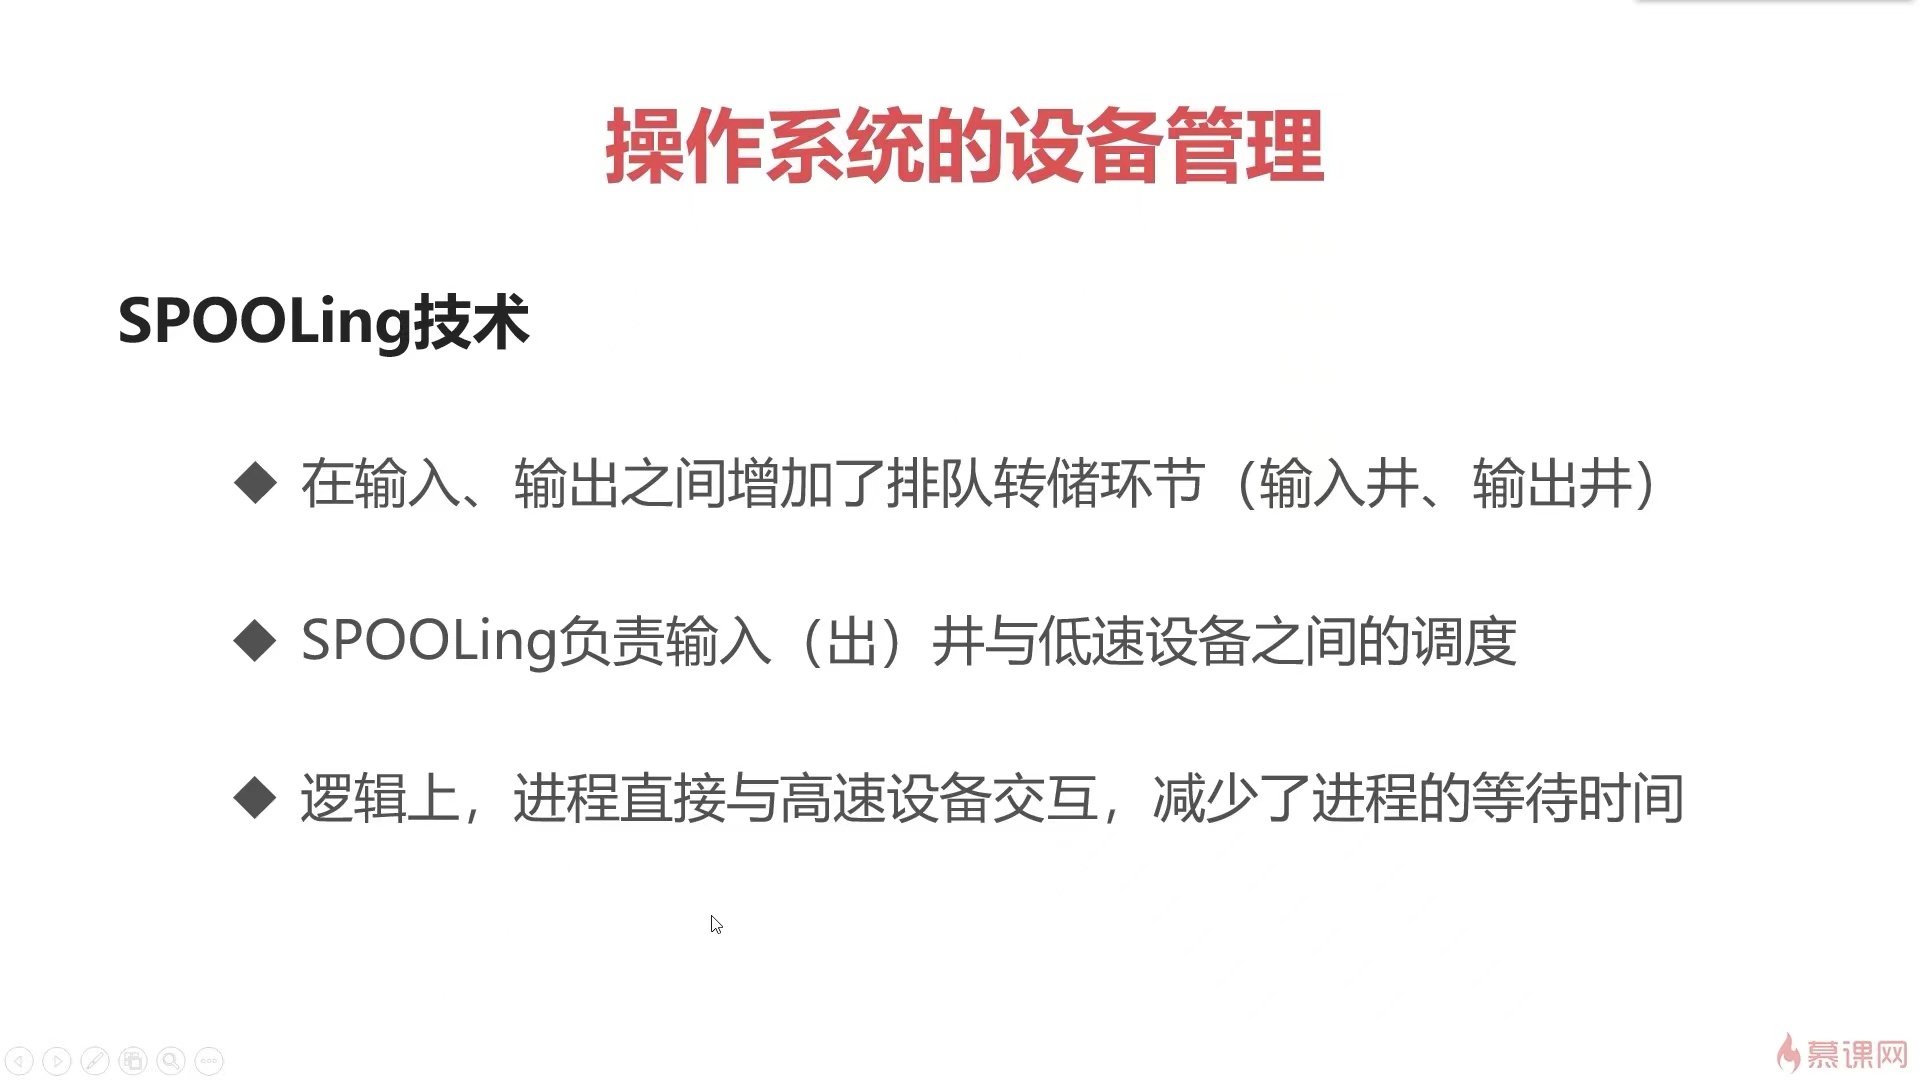 操作系统的设备管理
SPOOLing技术
◆ 在输入、输出之间增加了排队转储环节（输入井、输出井）
◆ SPOOLing负责输入（出）井与低速设备之间的调度
◆ 逻辑上，进程直接与高速设备交互，减少了进程的等待时间
慕课网